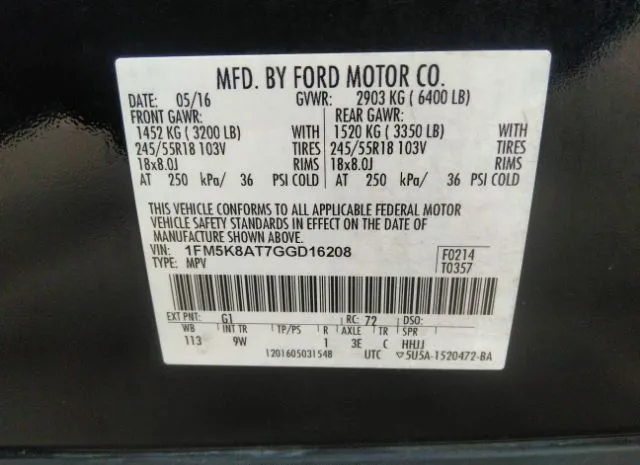 MFD. BY FORD MOTOR CO.
DATE: 05/16 GVWR: 2903 KG ( 6400 LB)
FRONT GAWR: REAR GAWR:
1452 KG ( 3200 LB) WITH 1520 KG ( 3350 LB) WITH
245/55R18 103V TIRES 245/55R18 103V TIRES
18x8.0J RIMS 18x8.0J RIMS
AT 250 kPa/ 36 PSI COLD AT 250 kPa/ 36 PSI COLD
THIS VEHICLE CONFORMS TO ALL APPLICABLE FEDERAL MOTOR
VEHICLE SAFETY STANDARDS IN EFFECT ON THE DATE OF
MANUFACTURE SHOWN ABOVE.
VIN: 1FM5K8AT7GGD16208 F0214
TYPE: MPV T0357
EXT PNT: G1 RC: 72 DSO:
WB INT TR TP/PS R AXLE TR SPR
113 9W 1 3E C HHJJ
1201605031548 UTC ▽5U5A-1520472-BA